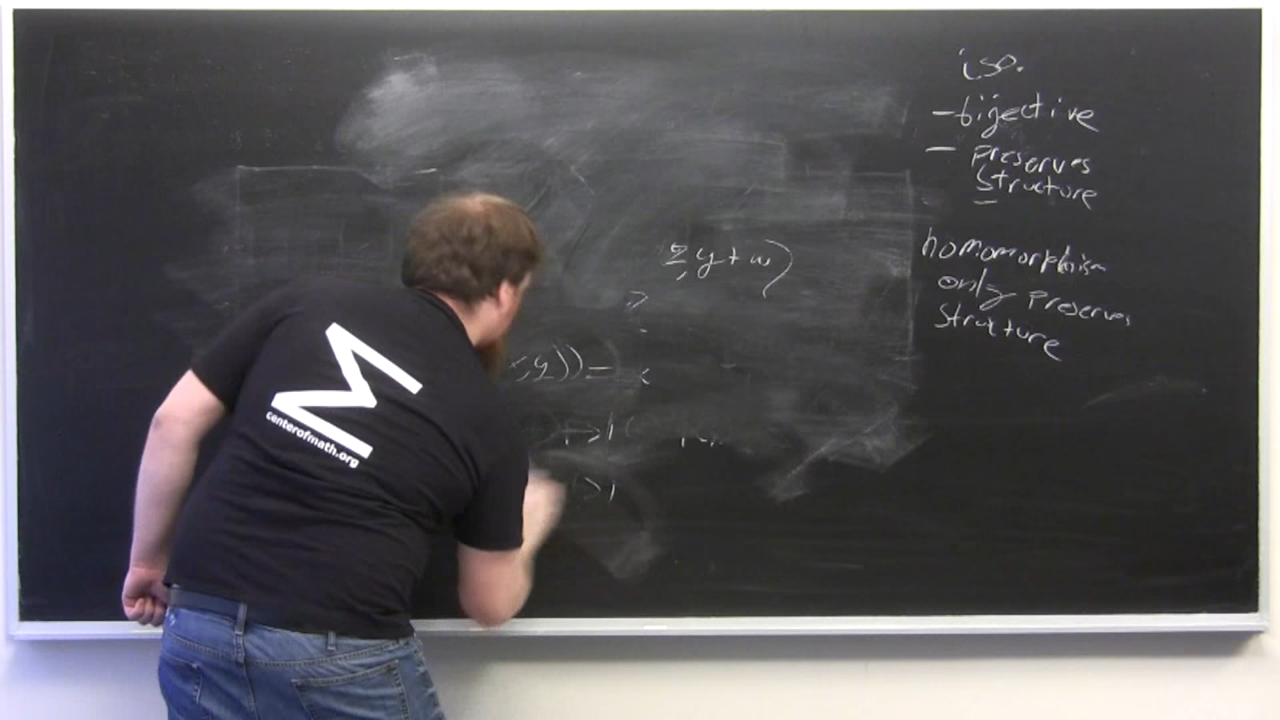 iso.
- bijective
- preserves
structure
homomorphism
only preserves
structure
z, y + w)
, y)) =
M
centerofmath.org